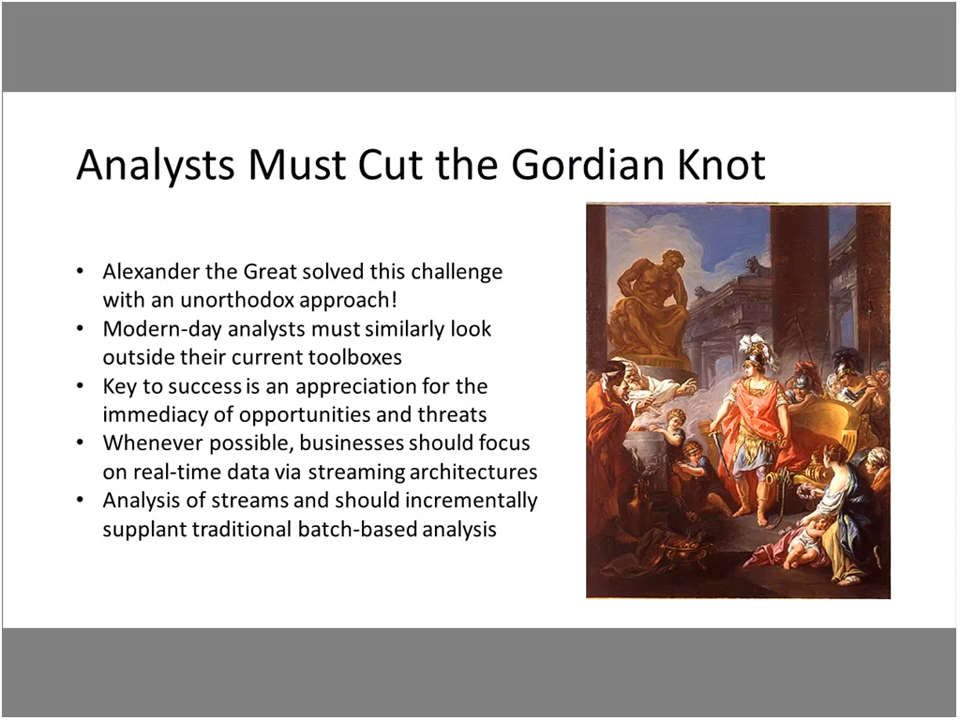 Analysts Must Cut the Gordian Knot
• Alexander the Great solved this challenge
with an unorthodox approach!
• Modern-day analysts must similarly look
outside their current toolboxes
• Key to success is an appreciation for the
immediacy of opportunities and threats
• Whenever possible, businesses should focus
on real-time data via streaming architectures
• Analysis of streams and should incrementally
supplant traditional batch-based analysis